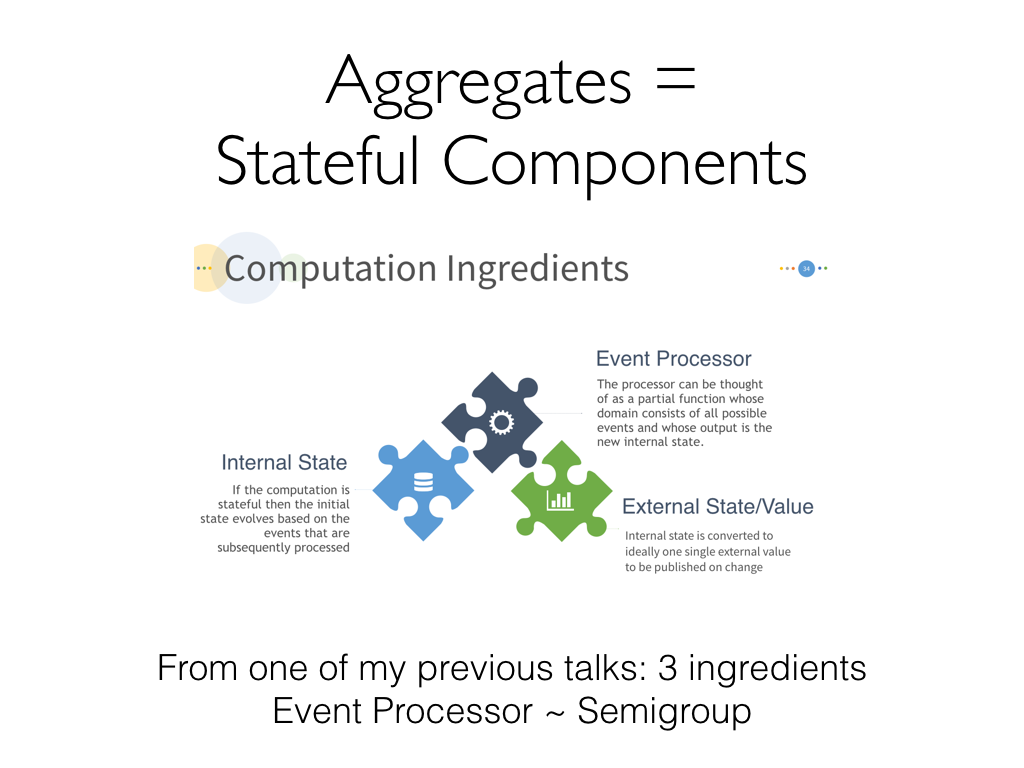 Aggregates =
Stateful Components
Computation Ingredients
34
Event Processor
The processor can be thought
of as a partial function whose
domain consists of all possible
events and whose output is the
new internal state.
Internal State
If the computation is
stateful then the initial
state evolves based on the
events that are
subsequently processed
External State/Value
Internal state is converted to
ideally one single external value
to be published on change
From one of my previous talks: 3 ingredients
Event Processor ~ Semigroup